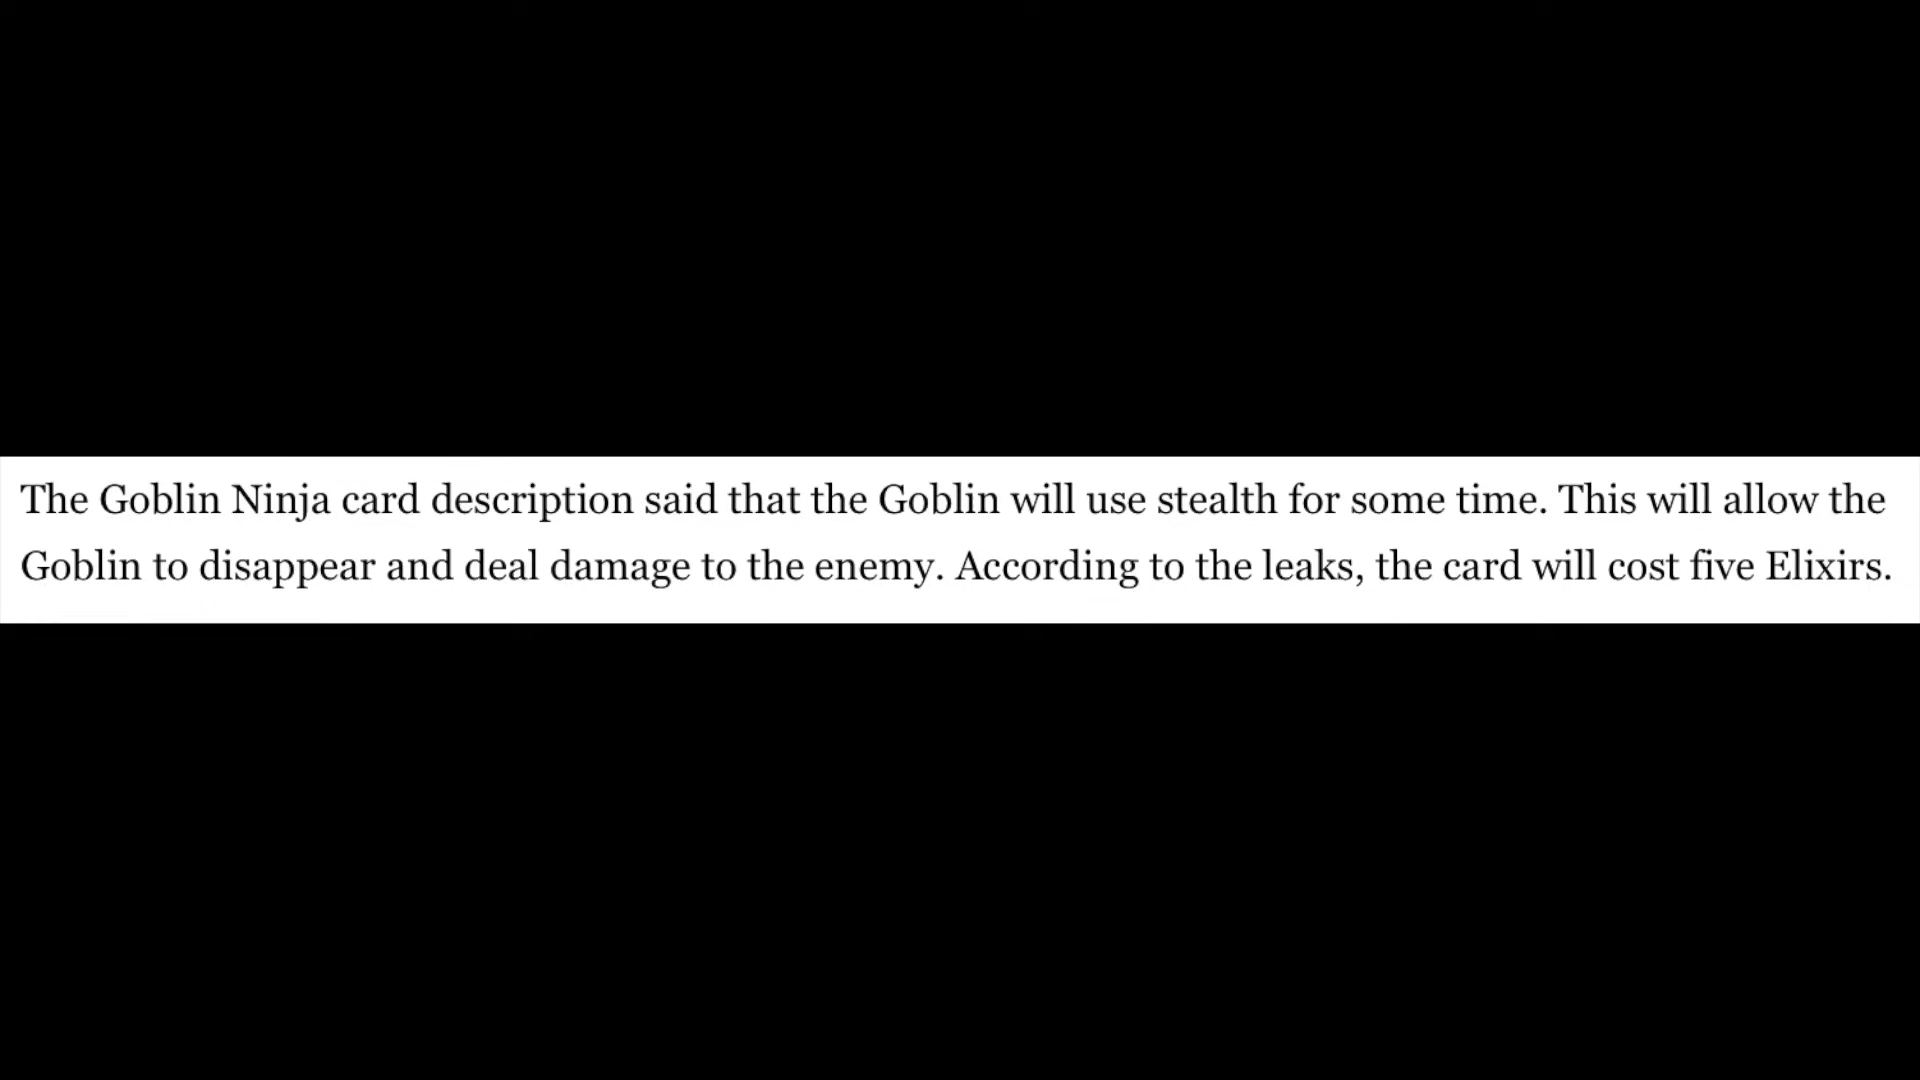 The Goblin Ninja card description said that the Goblin will use stealth for some time. This will allow the
Goblin to disappear and deal damage to the enemy. According to the leaks, the card will cost five Elixirs.